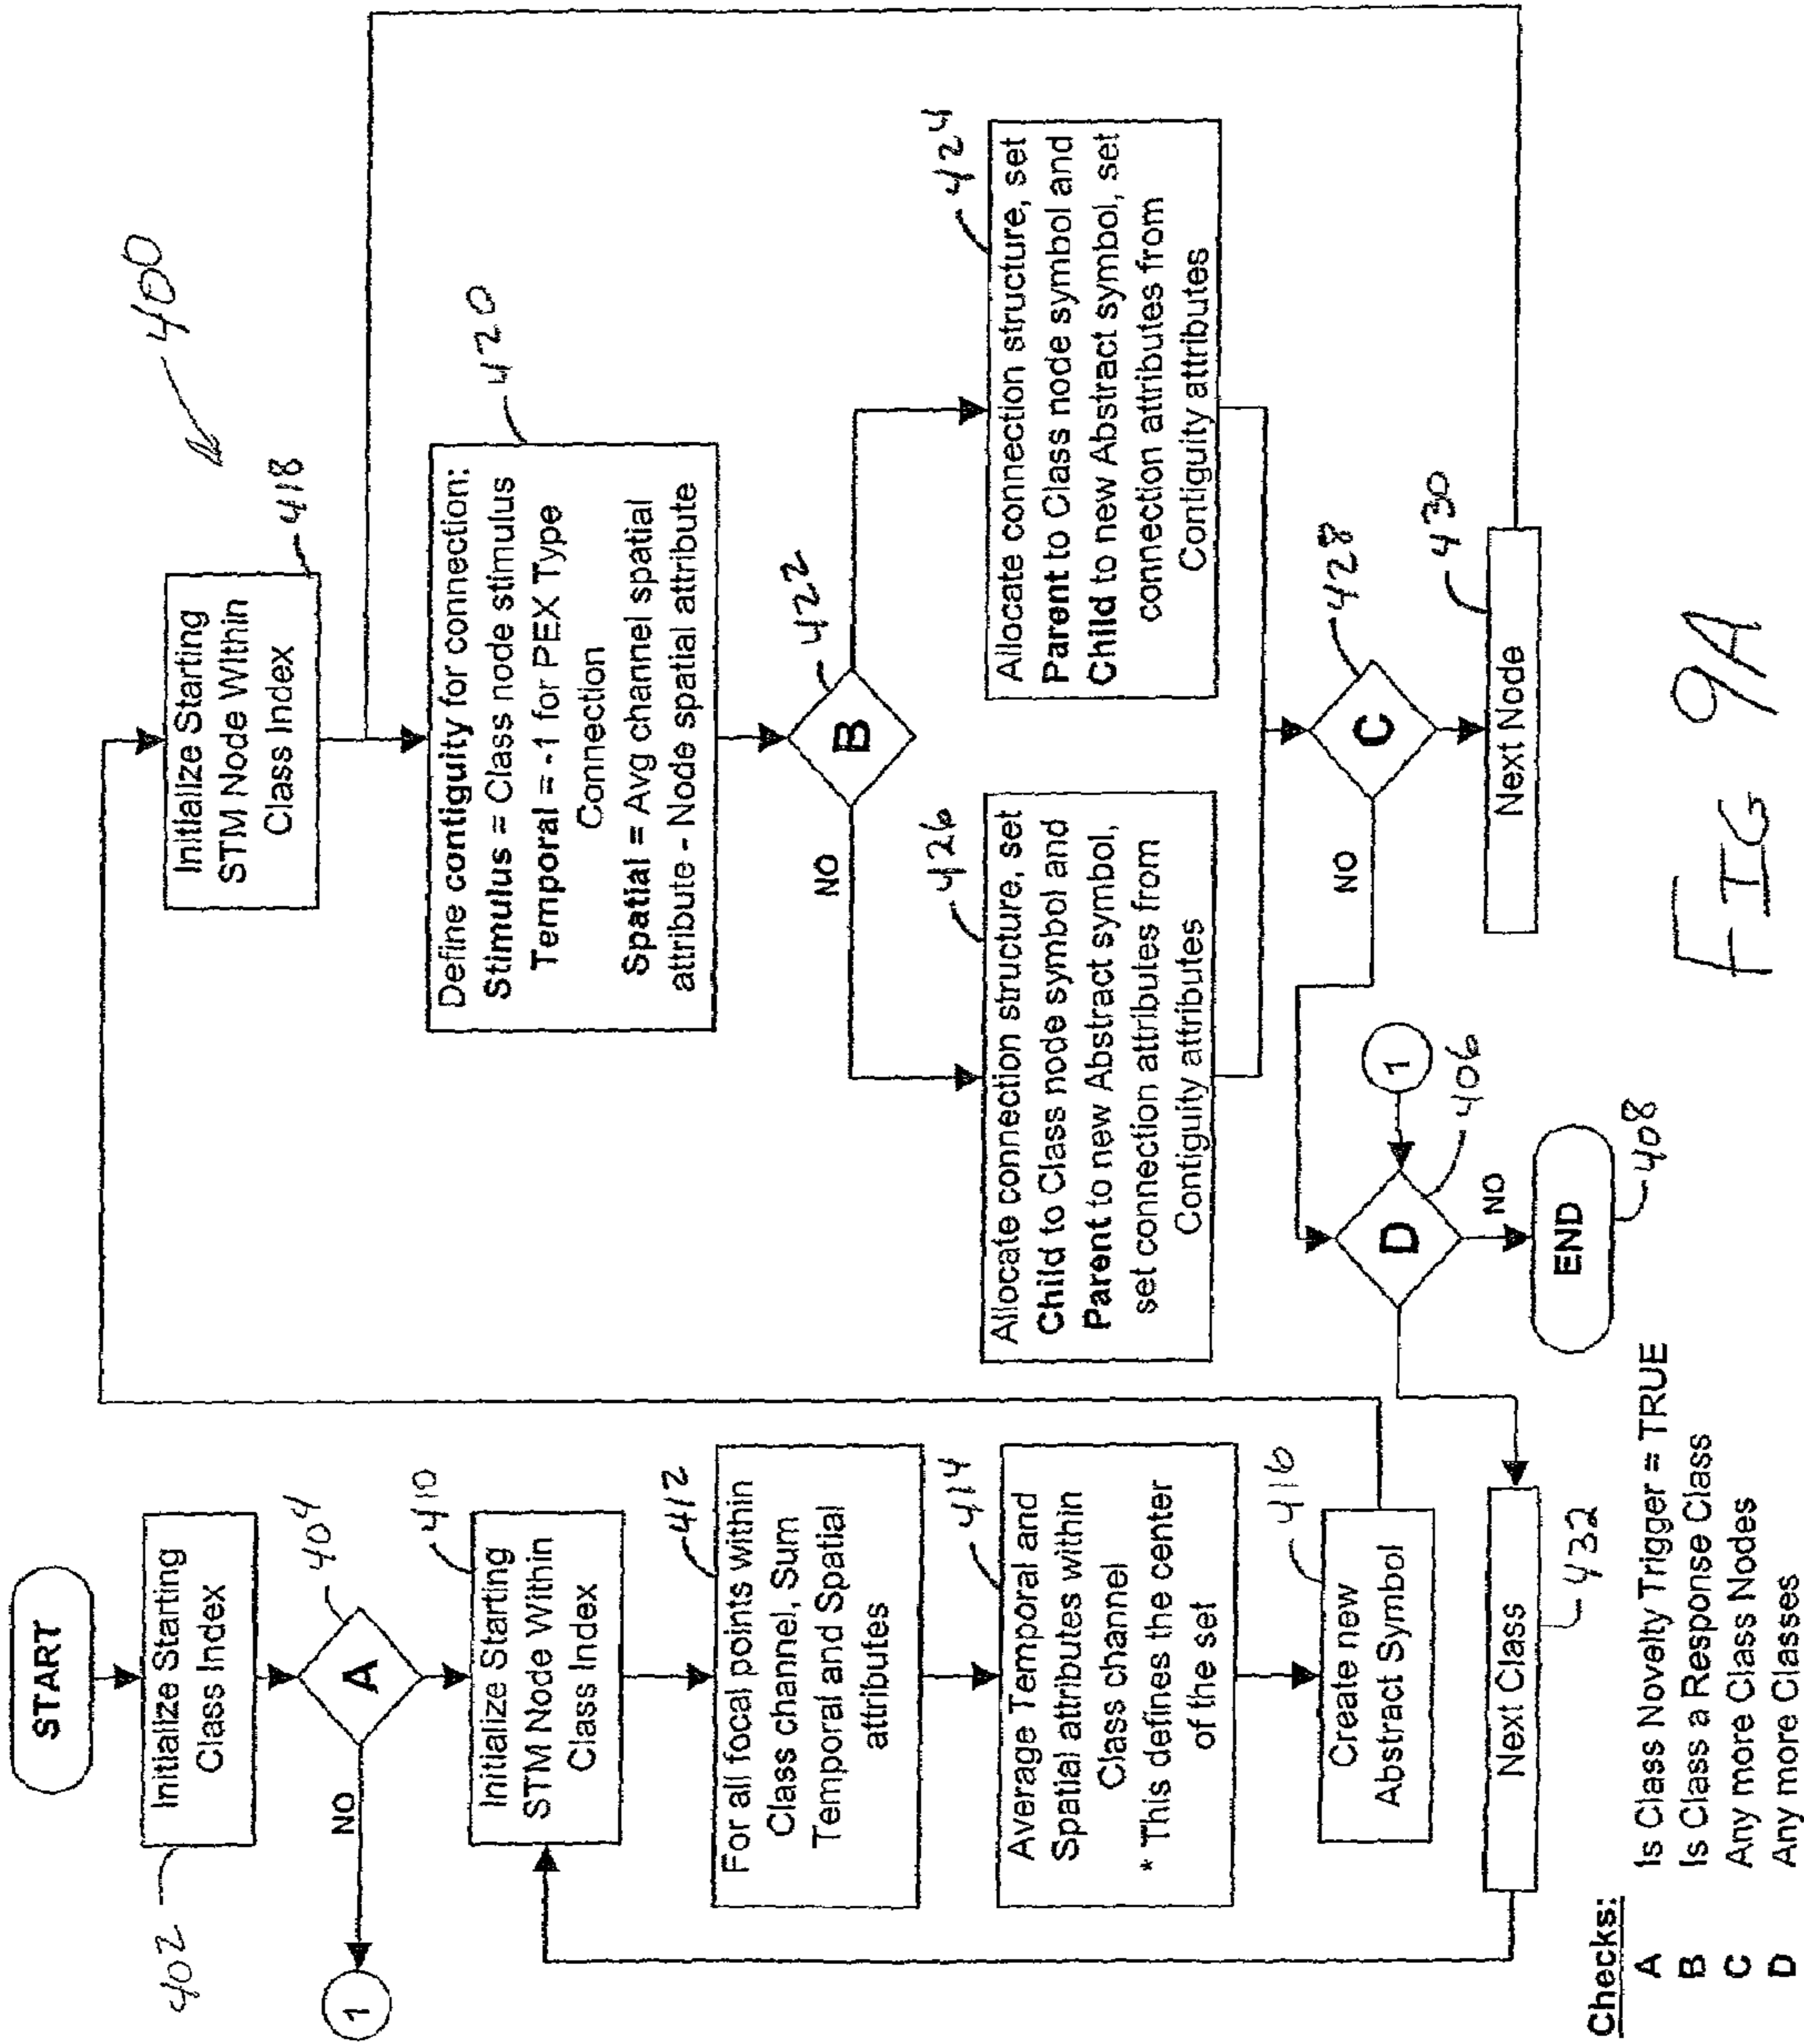 START
402
Initialize Starting
Class Index
404
A
NO
1
410
Initialize Starting
STM Node Within
Class Index
412
For all focal points within
Class channel, Sum
Temporal and Spatial
attributes
414
Average Temporal and
Spatial attributes within
Class channel
* This defines the center
of the set
416
Create new
Abstract Symbol
Next Class
432
400
Initialize Starting
STM Node Within
Class Index
418
Define contiguity for connection:
Stimulus = Class node stimulus
Temporal = -1 for PEX Type
Connection
Spatial = Avg channel spatial
attribute - Node spatial attribute
420
B
422
NO
426
Allocate connection structure, set
Child to Class node symbol and
Parent to new Abstract symbol,
set connection attributes from
Contiguity attributes
424
Allocate connection structure, set
Parent to Class node symbol and
Child to new Abstract symbol, set
connection attributes from
Contiguity attributes
C
428
NO
Next Node
430
1
D
406
NO
END
408
Checks:
A Is Class Novelty Trigger = TRUE
B Is Class a Response Class
C Any more Class Nodes
D Any more Classes
FIG 9A